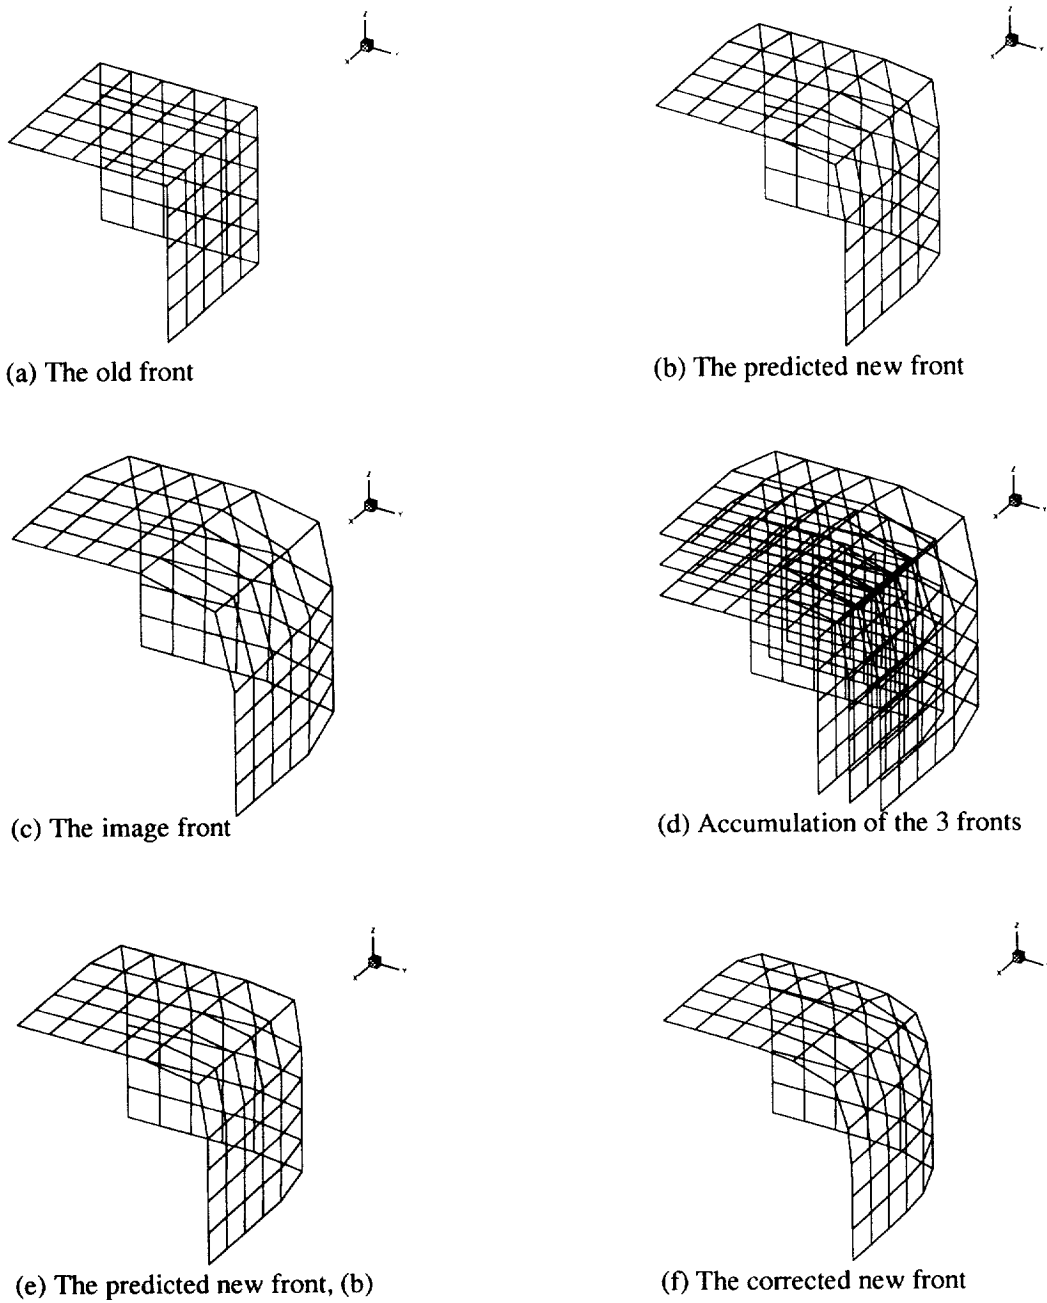 Z
X
Y
Z
X
Y
(a) The old front
(b) The predicted new front
Z
X
Y
Z
X
Y
(c) The image front
(d) Accumulation of the 3 fronts
Z
X
Y
Z
X
(e) The predicted new front, (b)
(f) The corrected new front